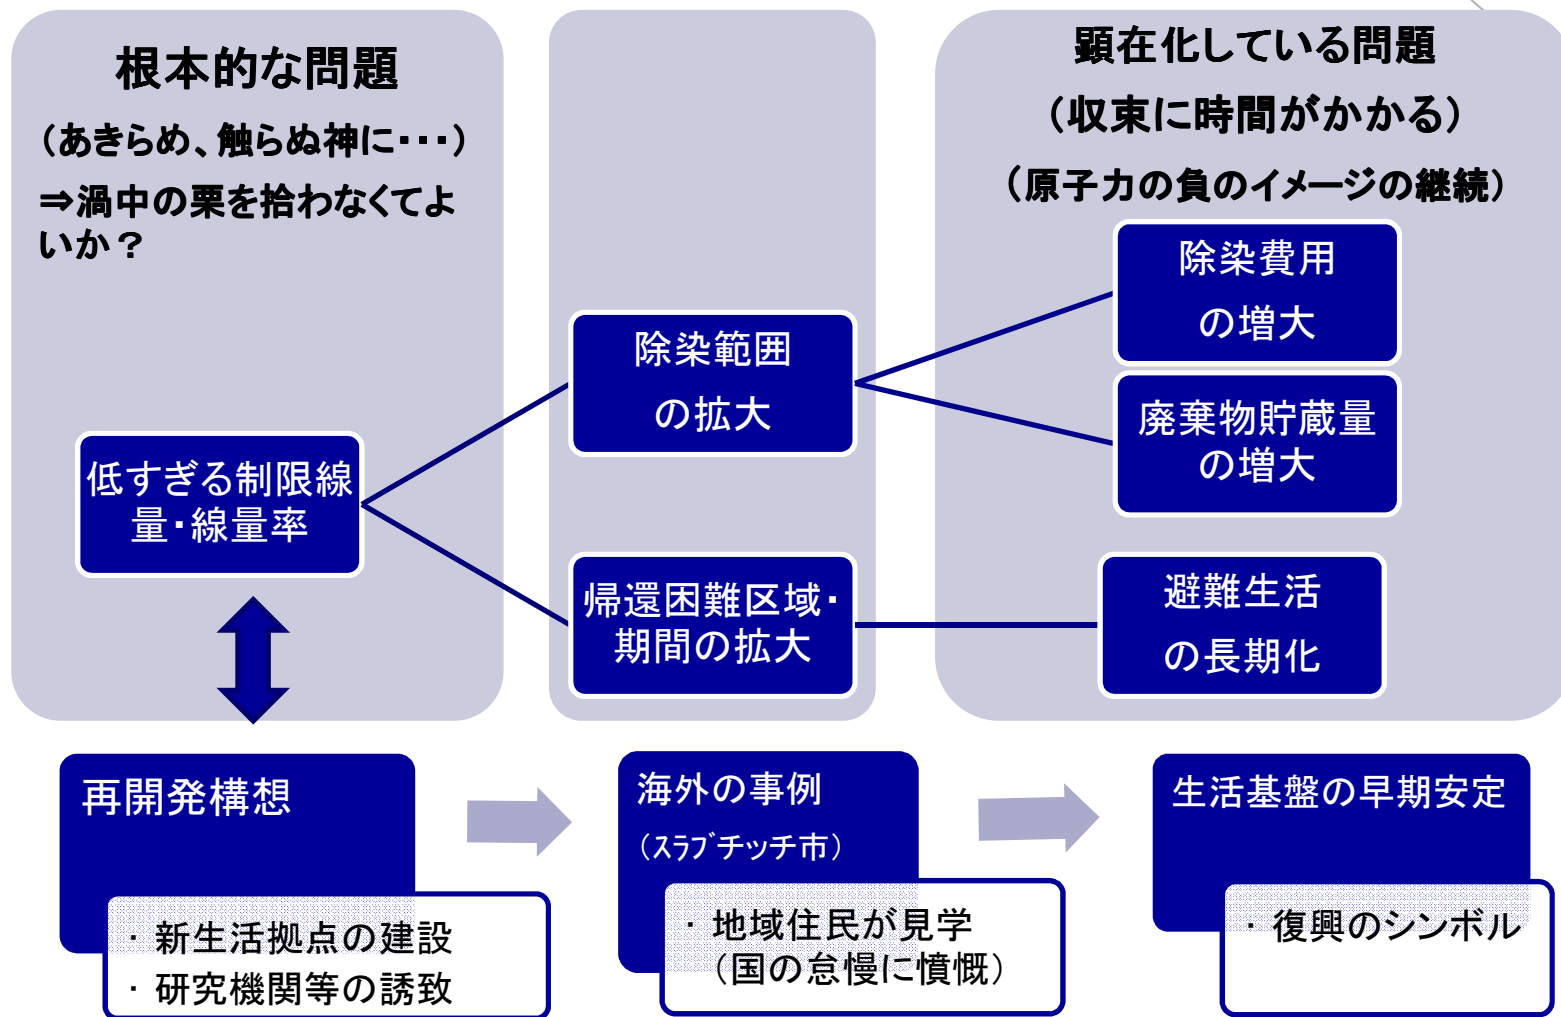 根本的な問題
（あきらめ、触らぬ神に・・・）
⇒渦中の栗を拾わなくてよ
いか？
低すぎる制限線
量・線量率
除染範囲
の拡大
帰還困難区域・
期間の拡大
顕在化している問題
（収束に時間がかかる）
（原子力の負のイメージの継続）
除染費用
の増大
廃棄物貯蔵量
の増大
避難生活
の長期化
再開発構想
・新生活拠点の建設
・研究機関等の誘致
海外の事例
（ｽﾗﾌﾞチッチ市）
・地域住民が見学
（国の怠慢に憤慨）
生活基盤の早期安定
・復興のシンボル